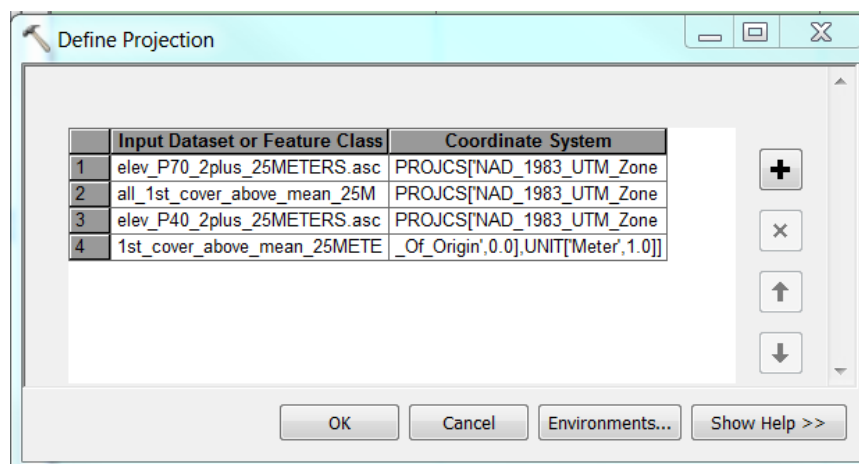 Define Projection
Input Dataset or Feature Class Coordinate System
1 elev_P70_2plus_25METERS.asc PROJCS['NAD_1983_UTM_Zone
2 all_1st_cover_above_mean_25M PROJCS['NAD_1983_UTM_Zone
3 elev_P40_2plus_25METERS.asc PROJCS['NAD_1983_UTM_Zone
4 1st_cover_above_mean_25METE _Of_Origin',0.0],UNIT['Meter',1.0]]
OK Cancel Environments... Show Help >>